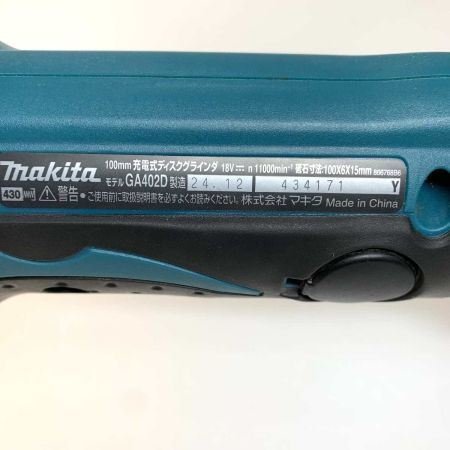 100mm 充電式ディスクグラインダ 18V⎓ n 11000min⁻¹ 砥石寸法:100X6X15mm 866768B6
makita モデル GA402D 製造 24.12 434171 Y
430 ⚠警告 ・ご使用前に取扱説明書を必ずよくお読みください。 株式会社マキタ Made in China